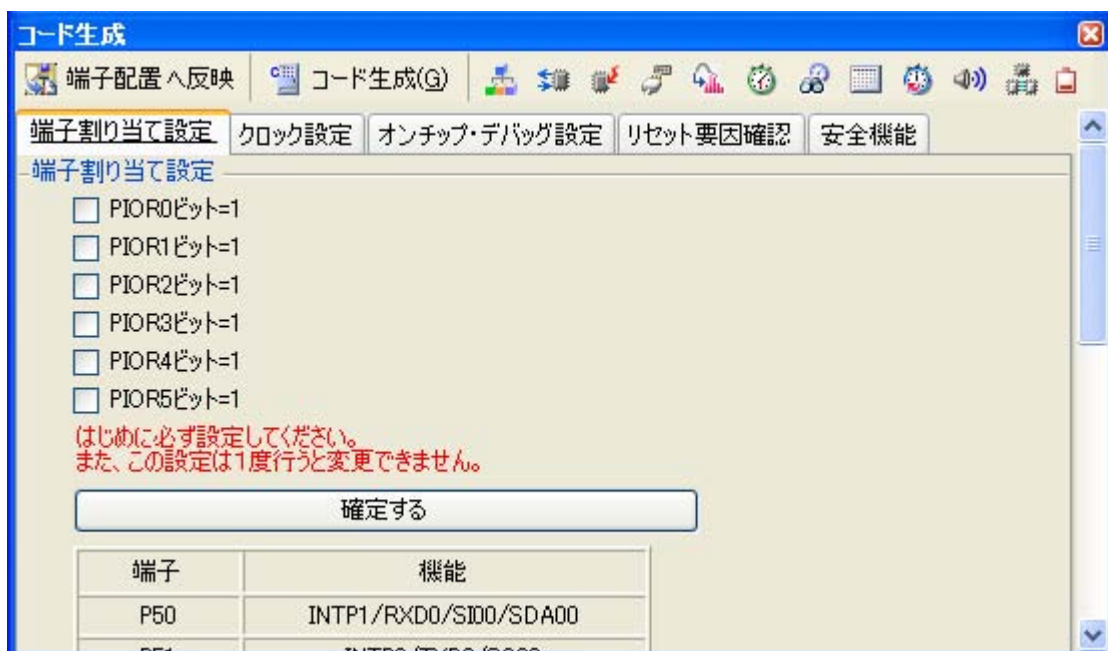 コード生成
端子配置へ反映 コード生成(G)
端子割り当て設定 クロック設定 オンチップ・デバッグ設定 リセット要因確認 安全機能
端子割り当て設定
PIOR0ビット=1
PIOR1ビット=1
PIOR2ビット=1
PIOR3ビット=1
PIOR4ビット=1
PIOR5ビット=1
はじめに必ず設定してください。
また、この設定は1度行うと変更できません。
確定する
端子 機能
P50 INTP1/RXD0/SI00/SDA00